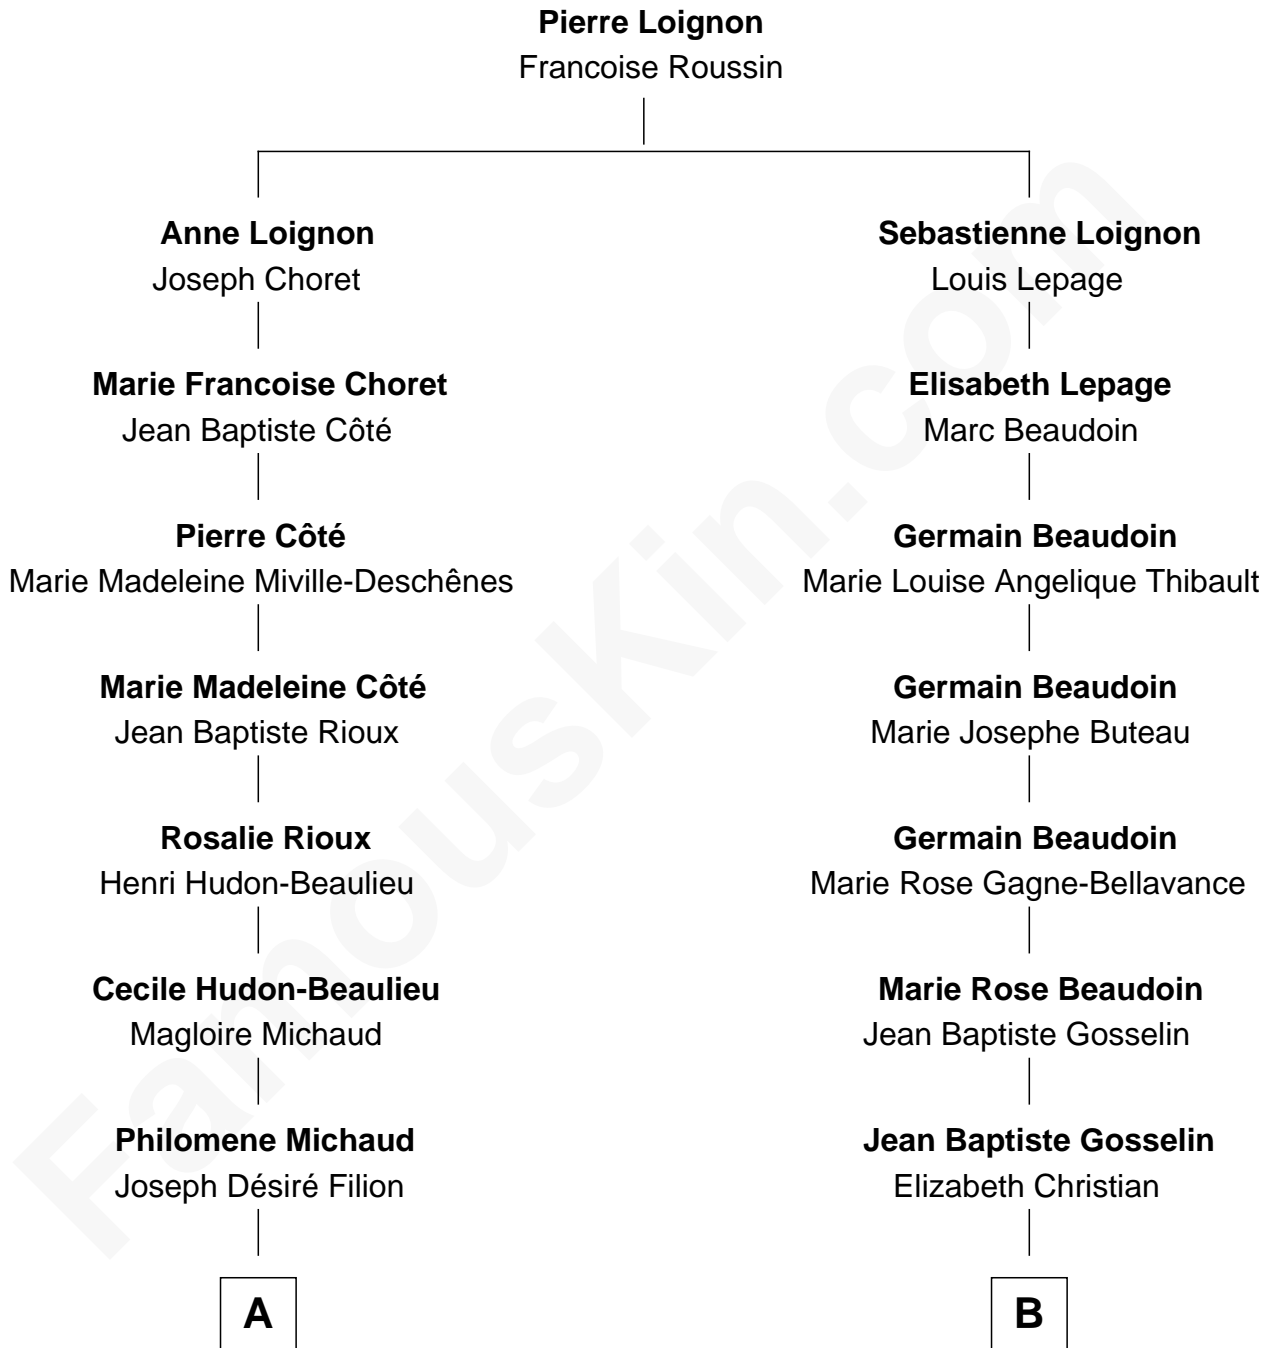 Pierre Loignon
Francoise Roussin
Anne Loignon
Joseph Choret
Marie Francoise Choret
Jean Baptiste Côté
Pierre Côté
Marie Madeleine Miville-Deschênes
Marie Madeleine Côté
Jean Baptiste Rioux
Rosalie Rioux
Henri Hudon-Beaulieu
Cecile Hudon-Beaulieu
Magloire Michaud
Philomene Michaud
Joseph Désiré Filion
A
Sebastienne Loignon
Louis Lepage
Elisabeth Lepage
Marc Beaudoin
Germain Beaudoin
Marie Louise Angelique Thibault
Germain Beaudoin
Marie Josephe Buteau
Germain Beaudoin
Marie Rose Gagne-Bellavance
Marie Rose Beaudoin
Jean Baptiste Gosselin
Jean Baptiste Gosselin
Elizabeth Christian
B
FamousKin.com